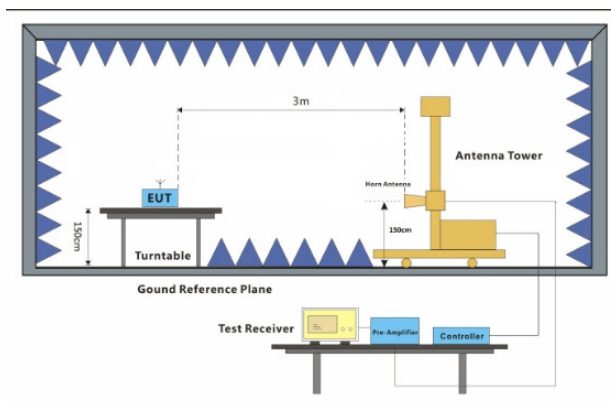 3m
Antenna Tower
Horn Antenna
EUT
150cm
150cm
Turntable
Gound Reference Plane
Test Receiver
Pre-Amplifier
Controller